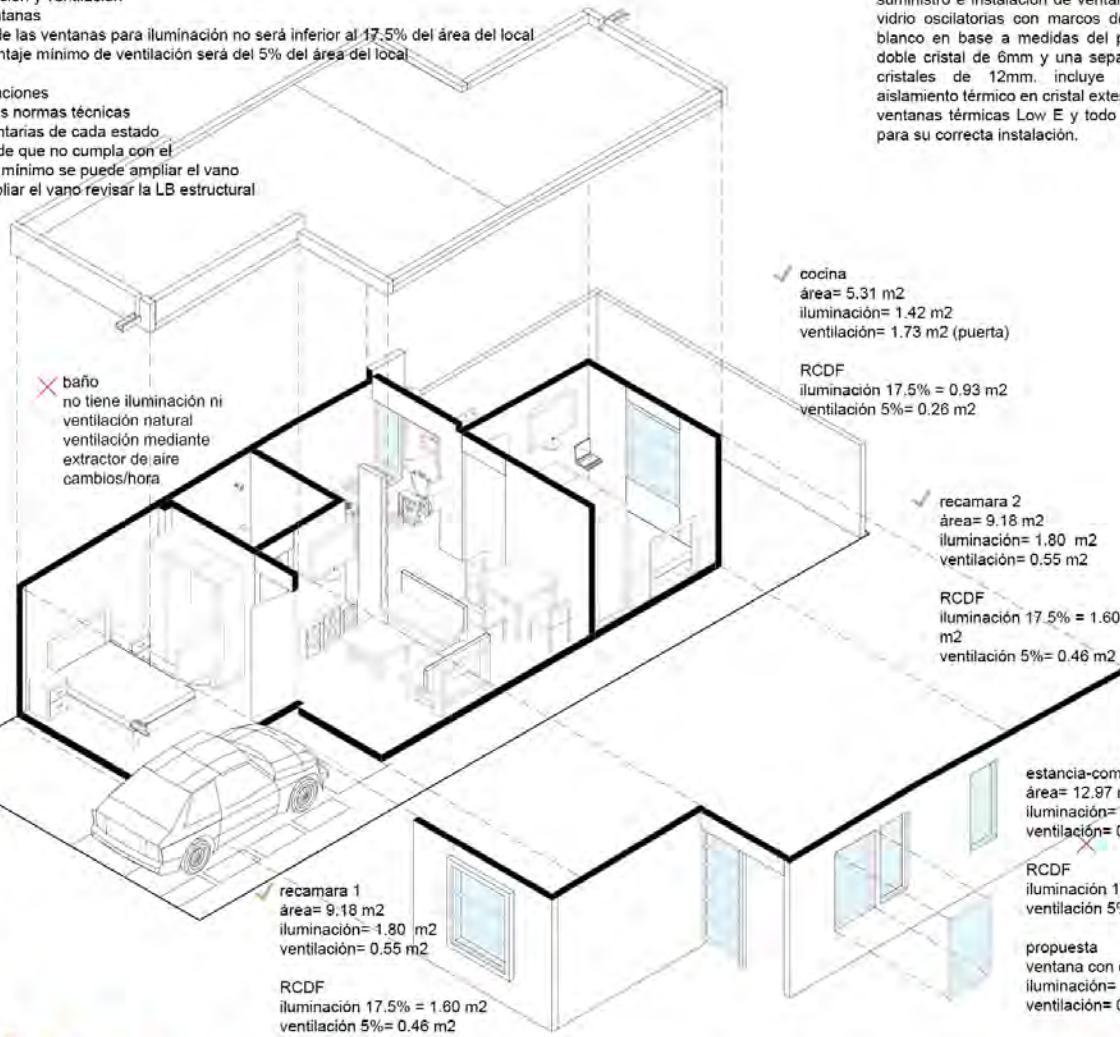 ntanas
de las ventanas para iluminación no será inferior al 17.5% del área del local
ntaje mínimo de ventilación será del 5% del área del local
ciones
s normas técnicas
ntarias de cada estado
de que no cumpla con el
mínimo se puede ampliar el vano
pliar el vano revisar la LB estructural
vidrio oscilatorias con marcos de
blanco en base a medidas del p
doble cristal de 6mm y una sepa
cristales de 12mm. incluye
aislamiento térmico en cristal exte
ventanas térmicas Low E y todo
para su correcta instalación.
cocina
área= 5.31 m2
iluminación= 1.42 m2
ventilación= 1.73 m2 (puerta)
RCDF
iluminación 17.5% = 0.93 m2
ventilación 5%= 0.26 m2
baño
no tiene iluminación ni
ventilación natural
ventilación mediante
extractor de aire
cambios/hora
recamara 2
área= 9.18 m2
iluminación= 1.80 m2
ventilación= 0.55 m2
RCDF
iluminación 17.5% = 1.60
m2
ventilación 5%= 0.46 m2
estancia-com
área= 12.97
iluminación=
ventilación= 0
RCDF
iluminación 1
ventilación 5%
propuesta
ventana con
iluminación=
ventilación= 0
recamara 1
área= 9.18 m2
iluminación= 1.80 m2
ventilación= 0.55 m2
RCDF
iluminación 17.5% = 1.60 m2
ventilación 5%= 0.46 m2